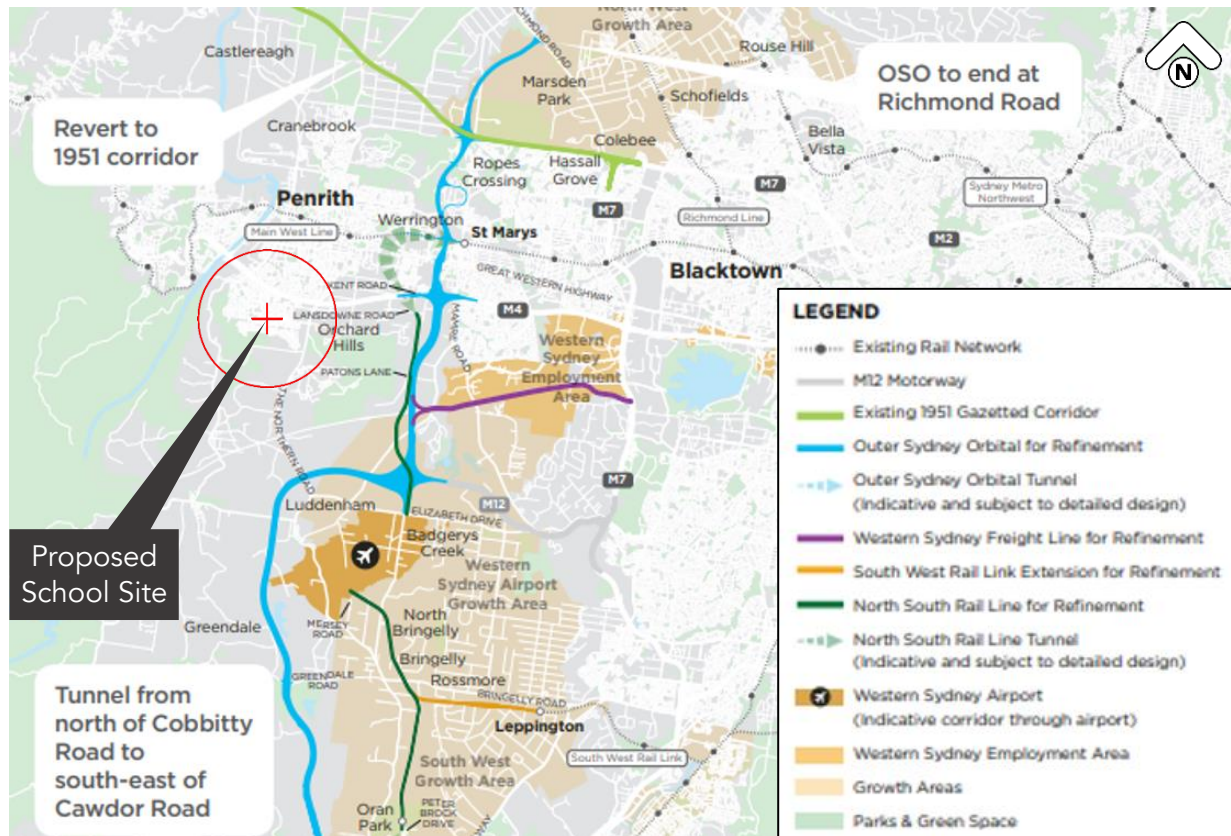 North West
Growth Area
Castlereagh
RICHMOND ROAD
Rouse Hill
N
Marsden
Park
Schofields
OSO to end at
Richmond Road
Revert to
1951 corridor
Cranebrook
Colebee
Bella
Vista
Ropes
Crossing
Hassall
Grove
M7
Sydney Metro
Northwest
Penrith
M7
Richmond Line
Werrington
Main West Line
St Marys
M2
Blacktown
GREAT WESTERN HIGHWAY
KENT ROAD
M4
LANSDOWNE ROAD
Orchard
Hills
MAMRE ROAD
Western
Sydney
Employment
Area
PATONS LANE
THE NORTHERN ROAD
M7
Luddenham
M12
ELIZABETH DRIVE
Badgerys
Creek
Proposed
School Site
Western
Sydney Airport
Growth Area
MERSEY
ROAD
North
Bringelly
Greendale
Bringelly
GREENDALE
ROAD
Rossmore
BRINGELLY ROAD
Leppington
Tunnel from
north of Cobbitty
Road to
south-east of
Cawdor Road
South West Rail Link
South West
Growth Area
Oran
Park
PETER
BROCK
DRIVE
LEGEND
Existing Rail Network
M12 Motorway
Existing 1951 Gazetted Corridor
Outer Sydney Orbital for Refinement
Outer Sydney Orbital Tunnel
(Indicative and subject to detailed design)
Western Sydney Freight Line for Refinement
South West Rail Link Extension for Refinement
North South Rail Line for Refinement
North South Rail Line Tunnel
(Indicative and subject to detailed design)
Western Sydney Airport
(Indicative corridor through airport)
Western Sydney Employment Area
Growth Areas
Parks & Green Space